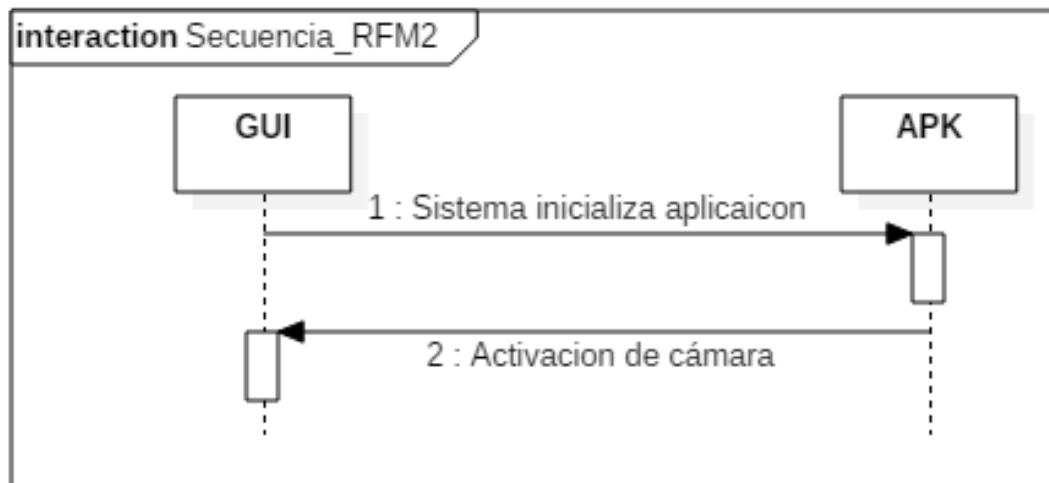 interaction Secuencia_RFM2
GUI
APK
1 : Sistema inicializa aplicaicon
2 : Activacion de cámara